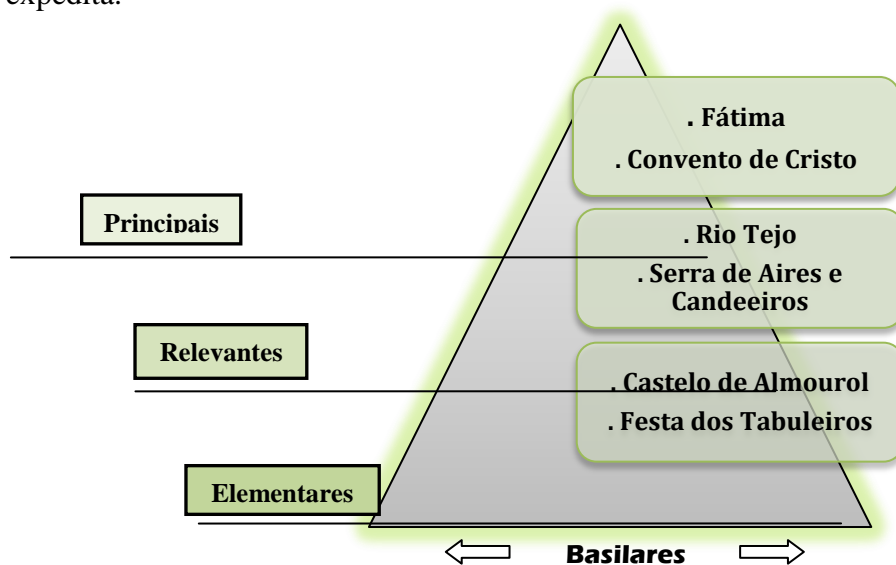 expedita.
. Fátima
. Convento de Cristo
Principais
. Rio Tejo
. Serra de Aires e
Candeeiros
Relevantes
. Castelo de Almourol
. Festa dos Tabuleiros
Elementares
Basilares